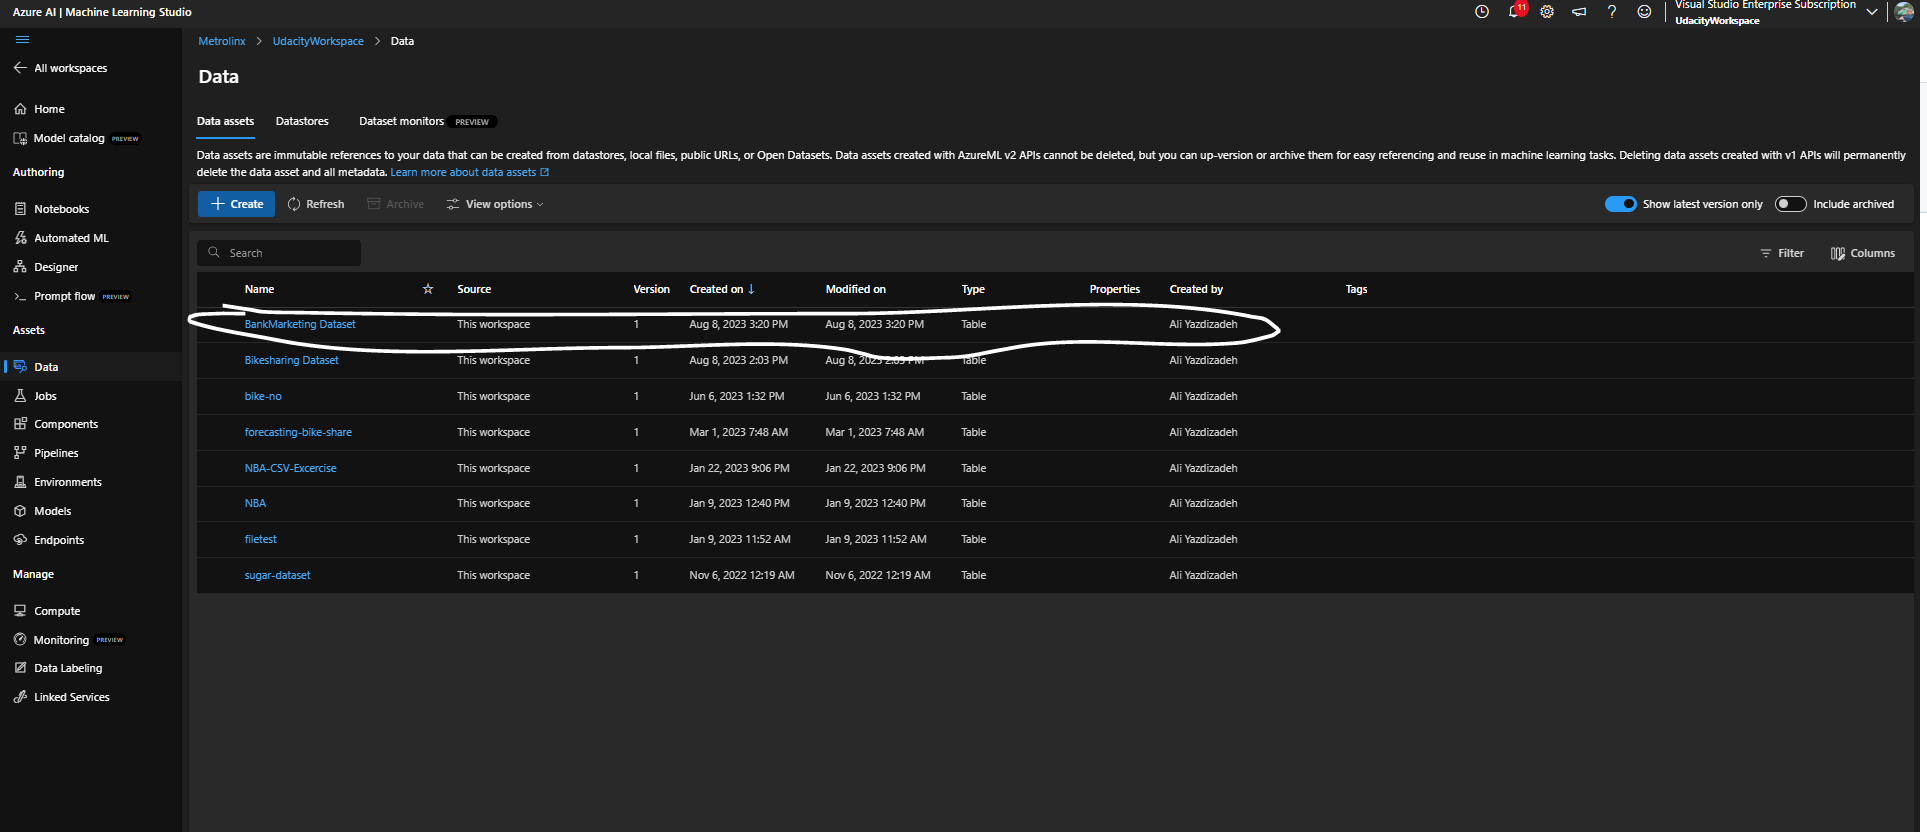 Azure AI | Machine Learning Studio
11
Visual Studio Enterprise Subscription
UdacityWorkspace
All workspaces
Home
Model catalog PREVIEW
Authoring
Notebooks
Automated ML
Designer
Prompt flow PREVIEW
Assets
Data
Jobs
Components
Pipelines
Environments
Models
Endpoints
Manage
Compute
Monitoring PREVIEW
Data Labeling
Linked Services
Metrolinx > UdacityWorkspace > Data
Data
Data assets Datastores Dataset monitors PREVIEW
Data assets are immutable references to your data that can be created from datastores, local files, public URLs, or Open Datasets. Data assets created with AzureML v2 APIs cannot be deleted, but you can up-version or archive them for easy referencing and reuse in machine learning tasks. Deleting data assets created with v1 APIs will permanently
delete the data asset and all metadata. Learn more about data assets
Create Refresh Archive View options Show latest version only Include archived
Search Filter Columns
Name Source Version Created on ↓ Modified on Type Properties Created by Tags
BankMarketing Dataset This workspace 1 Aug 8, 2023 3:20 PM Aug 8, 2023 3:20 PM Table Ali Yazdizadeh
Bikesharing Dataset This workspace 1 Aug 8, 2023 2:03 PM Aug 8, 2023 2:03 PM Table Ali Yazdizadeh
bike-no This workspace 1 Jun 6, 2023 1:32 PM Jun 6, 2023 1:32 PM Table Ali Yazdizadeh
forecasting-bike-share This workspace 1 Mar 1, 2023 7:48 AM Mar 1, 2023 7:48 AM Table Ali Yazdizadeh
NBA-CSV-Excercise This workspace 1 Jan 22, 2023 9:06 PM Jan 22, 2023 9:06 PM Table Ali Yazdizadeh
NBA This workspace 1 Jan 9, 2023 12:40 PM Jan 9, 2023 12:40 PM Table Ali Yazdizadeh
filetest This workspace 1 Jan 9, 2023 11:52 AM Jan 9, 2023 11:52 AM Table Ali Yazdizadeh
sugar-dataset This workspace 1 Nov 6, 2022 12:19 AM Nov 6, 2022 12:19 AM Table Ali Yazdizadeh